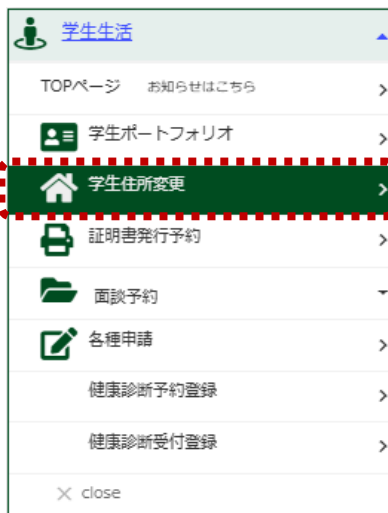 学生生活
TOPページ お知らせはこちら
学生ポートフォリオ
学生住所変更
証明書発行予約
面談予約
各種申請
健康診断予約登録
健康診断受付登録
× close